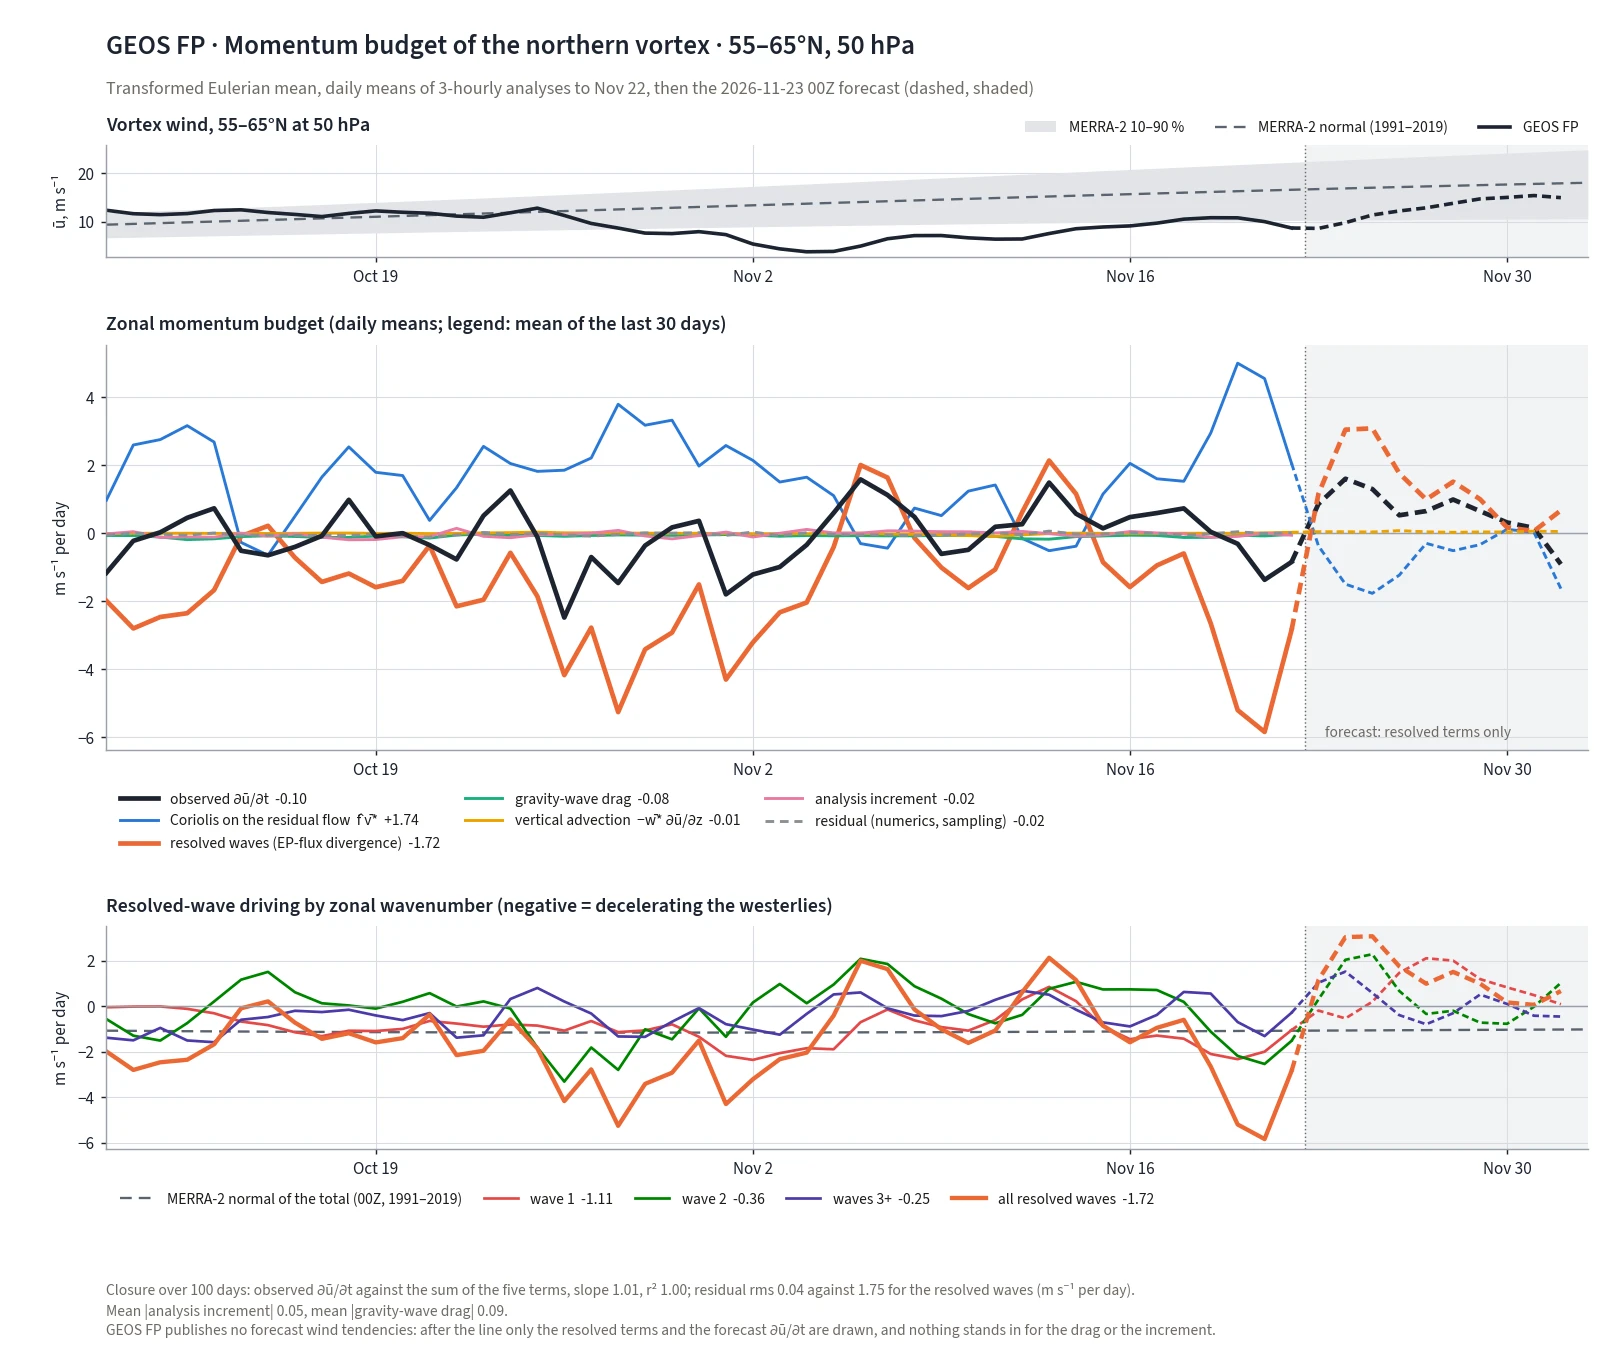 GEOS FP · Momentum budget of the northern vortex · 55–65°N, 50 hPa
Transformed Eulerian mean, daily means of 3-hourly analyses to Nov 22, then the 2026-11-23 00Z forecast (dashed, shaded)
Vortex wind, 55–65°N at 50 hPa
MERRA-2 10–90 %
MERRA-2 normal (1991–2019)
GEOS FP
ū, m s⁻¹
20
10
Oct 19
Nov 2
Nov 16
Nov 30
Zonal momentum budget (daily means; legend: mean of the last 30 days)
m s⁻¹ per day
4
2
0
−2
−4
−6
forecast: resolved terms only
Oct 19
Nov 2
Nov 16
Nov 30
observed ∂ū/∂t -0.10
gravity-wave drag -0.08
analysis increment -0.02
Coriolis on the residual flow f v̄* +1.74
vertical advection −w̄* ∂ū/∂z -0.01
residual (numerics, sampling) -0.02
resolved waves (EP-flux divergence) -1.72
Resolved-wave driving by zonal wavenumber (negative = decelerating the westerlies)
m s⁻¹ per day
2
0
−2
−4
−6
Oct 19
Nov 2
Nov 16
Nov 30
MERRA-2 normal of the total (00Z, 1991–2019)
wave 1 -1.11
wave 2 -0.36
waves 3+ -0.25
all resolved waves -1.72
Closure over 100 days: observed ∂ū/∂t against the sum of the five terms, slope 1.01, r² 1.00; residual rms 0.04 against 1.75 for the resolved waves (m s⁻¹ per day).
Mean |analysis increment| 0.05, mean |gravity-wave drag| 0.09.
GEOS FP publishes no forecast wind tendencies: after the line only the resolved terms and the forecast ∂ū/∂t are drawn, and nothing stands in for the drag or the increment.